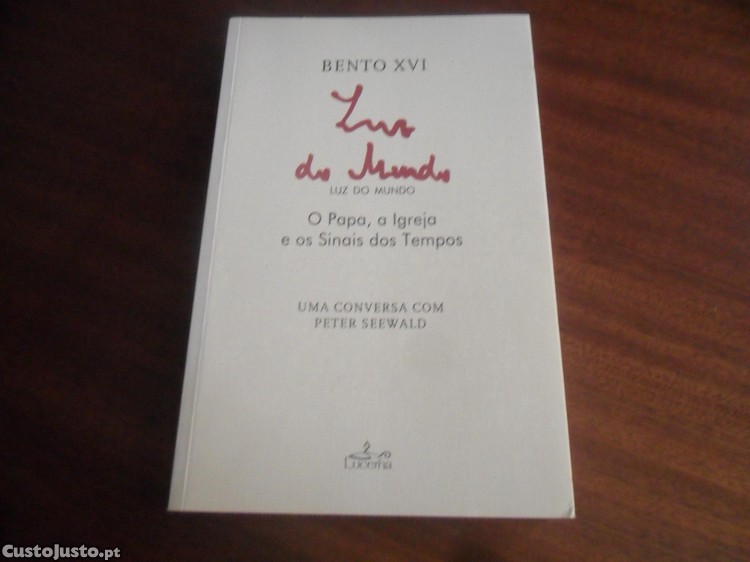 BENTO XVI
Luz
do Mundo
LUZ DO MUNDO
O Papa, a Igreja
e os Sinais dos Tempos
UMA CONVERSA COM
PETER SEEWALD
Lucerna
CustoJusto.pt